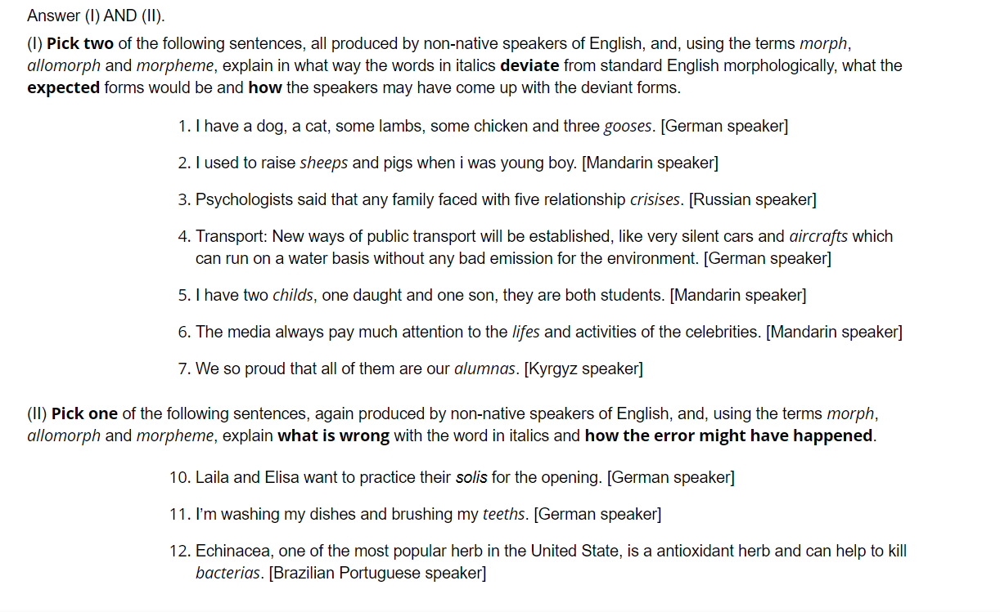 Answer (I) AND (II).
(I) Pick two of the following sentences, all produced by non-native speakers of English, and, using the terms morph,
allomorph and morpheme, explain in what way the words in italics deviate from standard English morphologically, what the
expected forms would be and how the speakers may have come up with the deviant forms.
1. I have a dog, a cat, some lambs, some chicken and three gooses. [German speaker]
2. I used to raise sheeps and pigs when i was young boy. [Mandarin speaker]
3. Psychologists said that any family faced with five relationship crisises. [Russian speaker]
4. Transport: New ways of public transport will be established, like very silent cars and aircrafts which
can run on a water basis without any bad emission for the environment. [German speaker]
5. I have two childs, one daught and one son, they are both students. [Mandarin speaker]
6. The media always pay much attention to the lifes and activities of the celebrities. [Mandarin speaker]
7. We so proud that all of them are our alumnas. [Kyrgyz speaker]
(II) Pick one of the following sentences, again produced by non-native speakers of English, and, using the terms morph,
allomorph and morpheme, explain what is wrong with the word in italics and how the error might have happened.
10. Laila and Elisa want to practice their solis for the opening. [German speaker]
11. I'm washing my dishes and brushing my teeths. [German speaker]
12. Echinacea, one of the most popular herb in the United State, is a antioxidant herb and can help to kill
bacterias. [Brazilian Portuguese speaker]